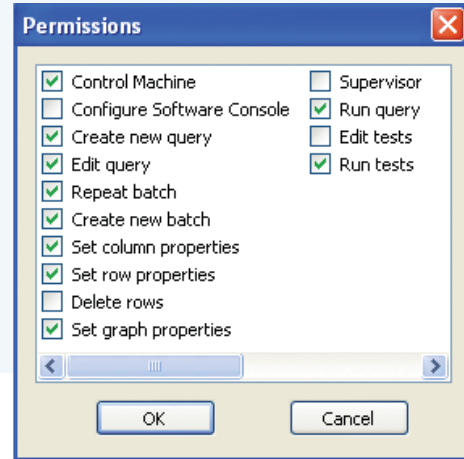 Permissions
Control Machine
Configure Software Console
Create new query
Edit query
Repeat batch
Create new batch
Set column properties
Set row properties
Delete rows
Set graph properties
Supervisor
Run query
Edit tests
Run tests
OK
Cancel